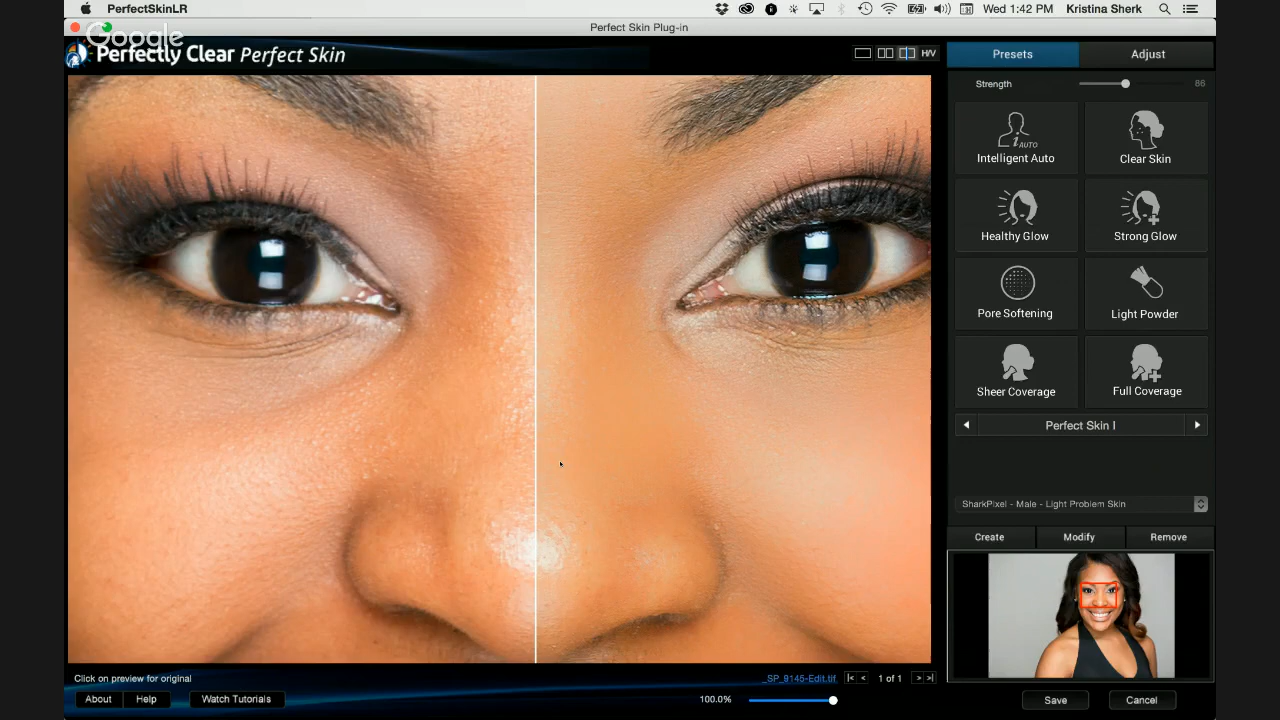 PerfectSkinLR
Wed 1:42 PM Kristina Sherk
Perfect Skin Plug-in
Google
Perfectly Clear Perfect Skin
H/V
Presets
Adjust
Strength
86
Intelligent Auto
iAUTO
Clear Skin
Healthy Glow
Strong Glow
Pore Softening
Light Powder
Sheer Coverage
Full Coverage
Perfect Skin I
SharkPixel - Male - Light Problem Skin
Create
Modify
Remove
Click on preview for original
_SP_9145-Edit.tif
1 of 1
About
Help
Watch Tutorials
100.0%
Save
Cancel